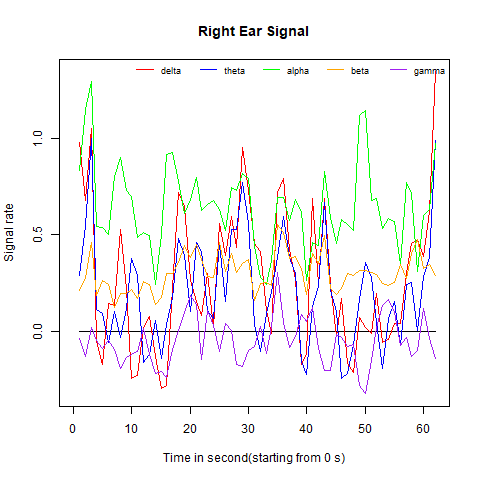 Right Ear Signal
delta theta alpha beta gamma
Signal rate
0.0 0.5 1.0
0 10 20 30 40 50 60
Time in second(starting from 0 s)